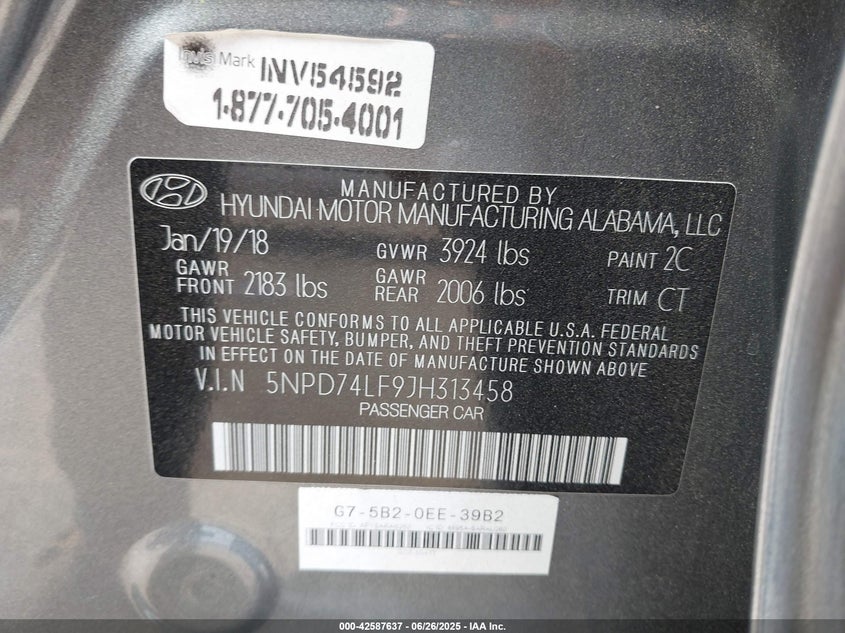 DMS Mark INV54592
1-877-705-4001
MANUFACTURED BY
HYUNDAI MOTOR MANUFACTURING ALABAMA, LLC
Jan/19/18 GVWR 3924 lbs PAINT 2C
GAWR FRONT 2183 lbs GAWR REAR 2006 lbs TRIM CT
THIS VEHICLE CONFORMS TO ALL APPLICABLE U.S.A. FEDERAL
MOTOR VEHICLE SAFETY, BUMPER, AND THEFT PREVENTION STANDARDS
IN EFFECT ON THE DATE OF MANUFACTURE SHOWN ABOVE
V.I.N 5NPD74LF9JH313458
PASSENGER CAR
G7-5B2-0EE-39B2
000-42587637 - 06/26/2025 - IAA Inc.